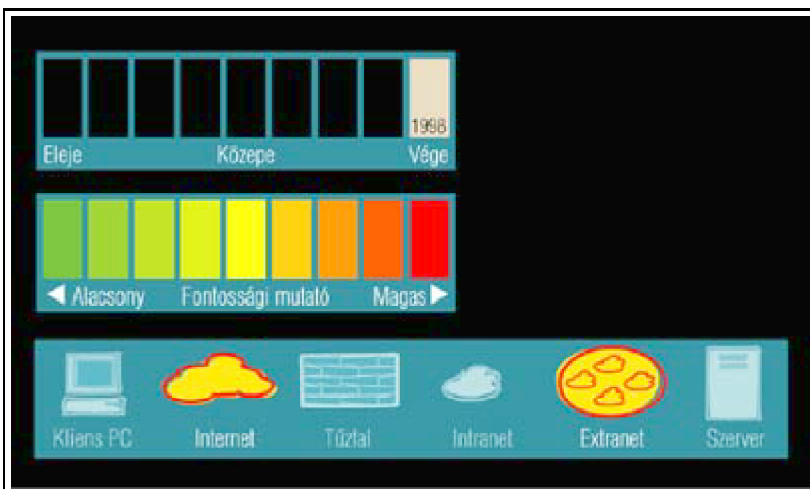 1998
Eleje Közepe Vége
Alacsony Fontossági mutató Magas
Kliens PC Internet Tűzfal Intranet Extranet Szerver